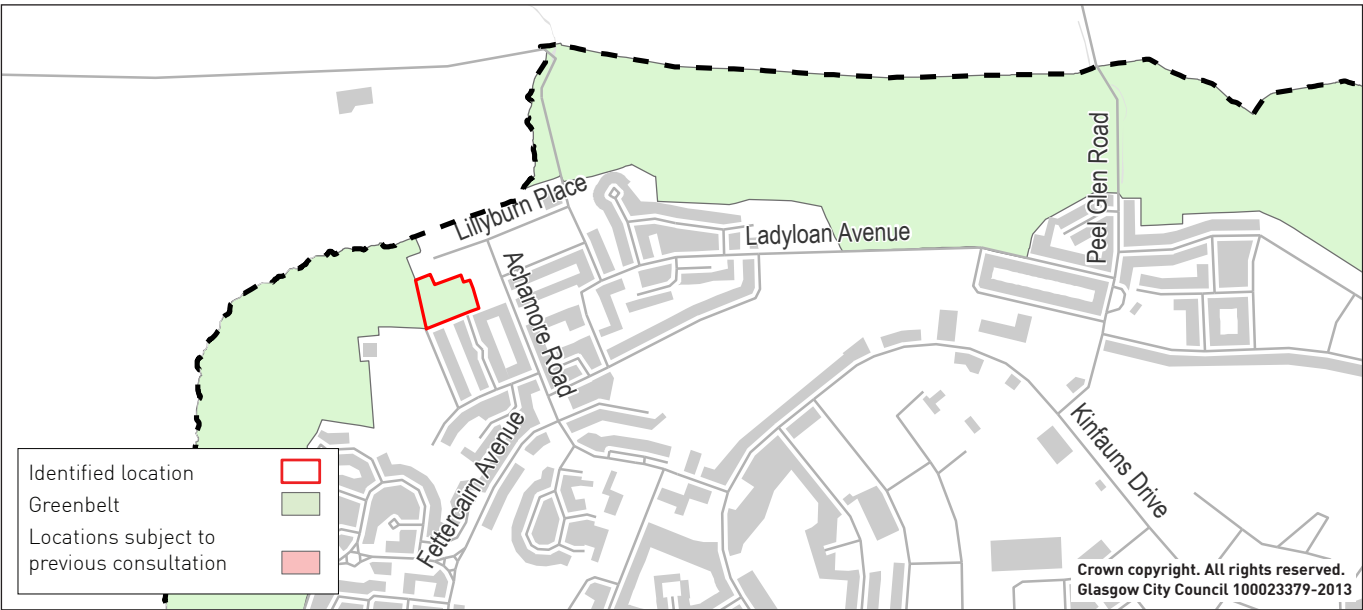 Lillyburn Place
Ladyloan Avenue
Peel Glen Road
Achamore Road
Fettercairn Avenue
Kinfauns Drive
Identified location
Greenbelt
Locations subject to
previous consultation
Crown copyright. All rights reserved.
Glasgow City Council 100023379-2013